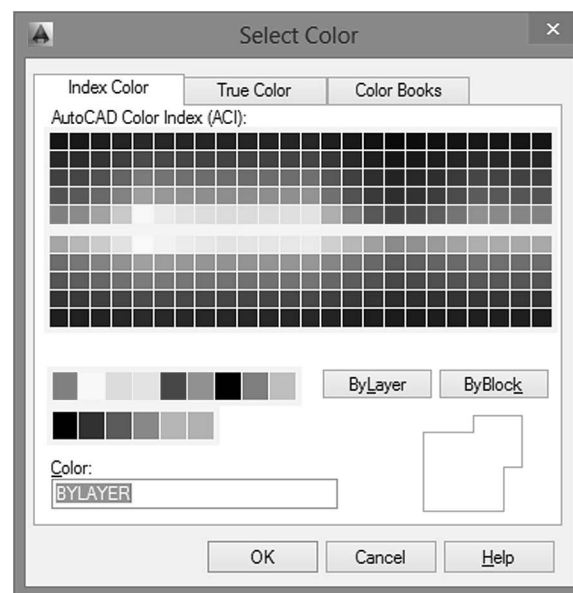 Select Color
×
Index Color True Color Color Books
AutoCAD Color Index (ACI):
ByLayer ByBlock
Color:
BYLAYER
OK Cancel Help